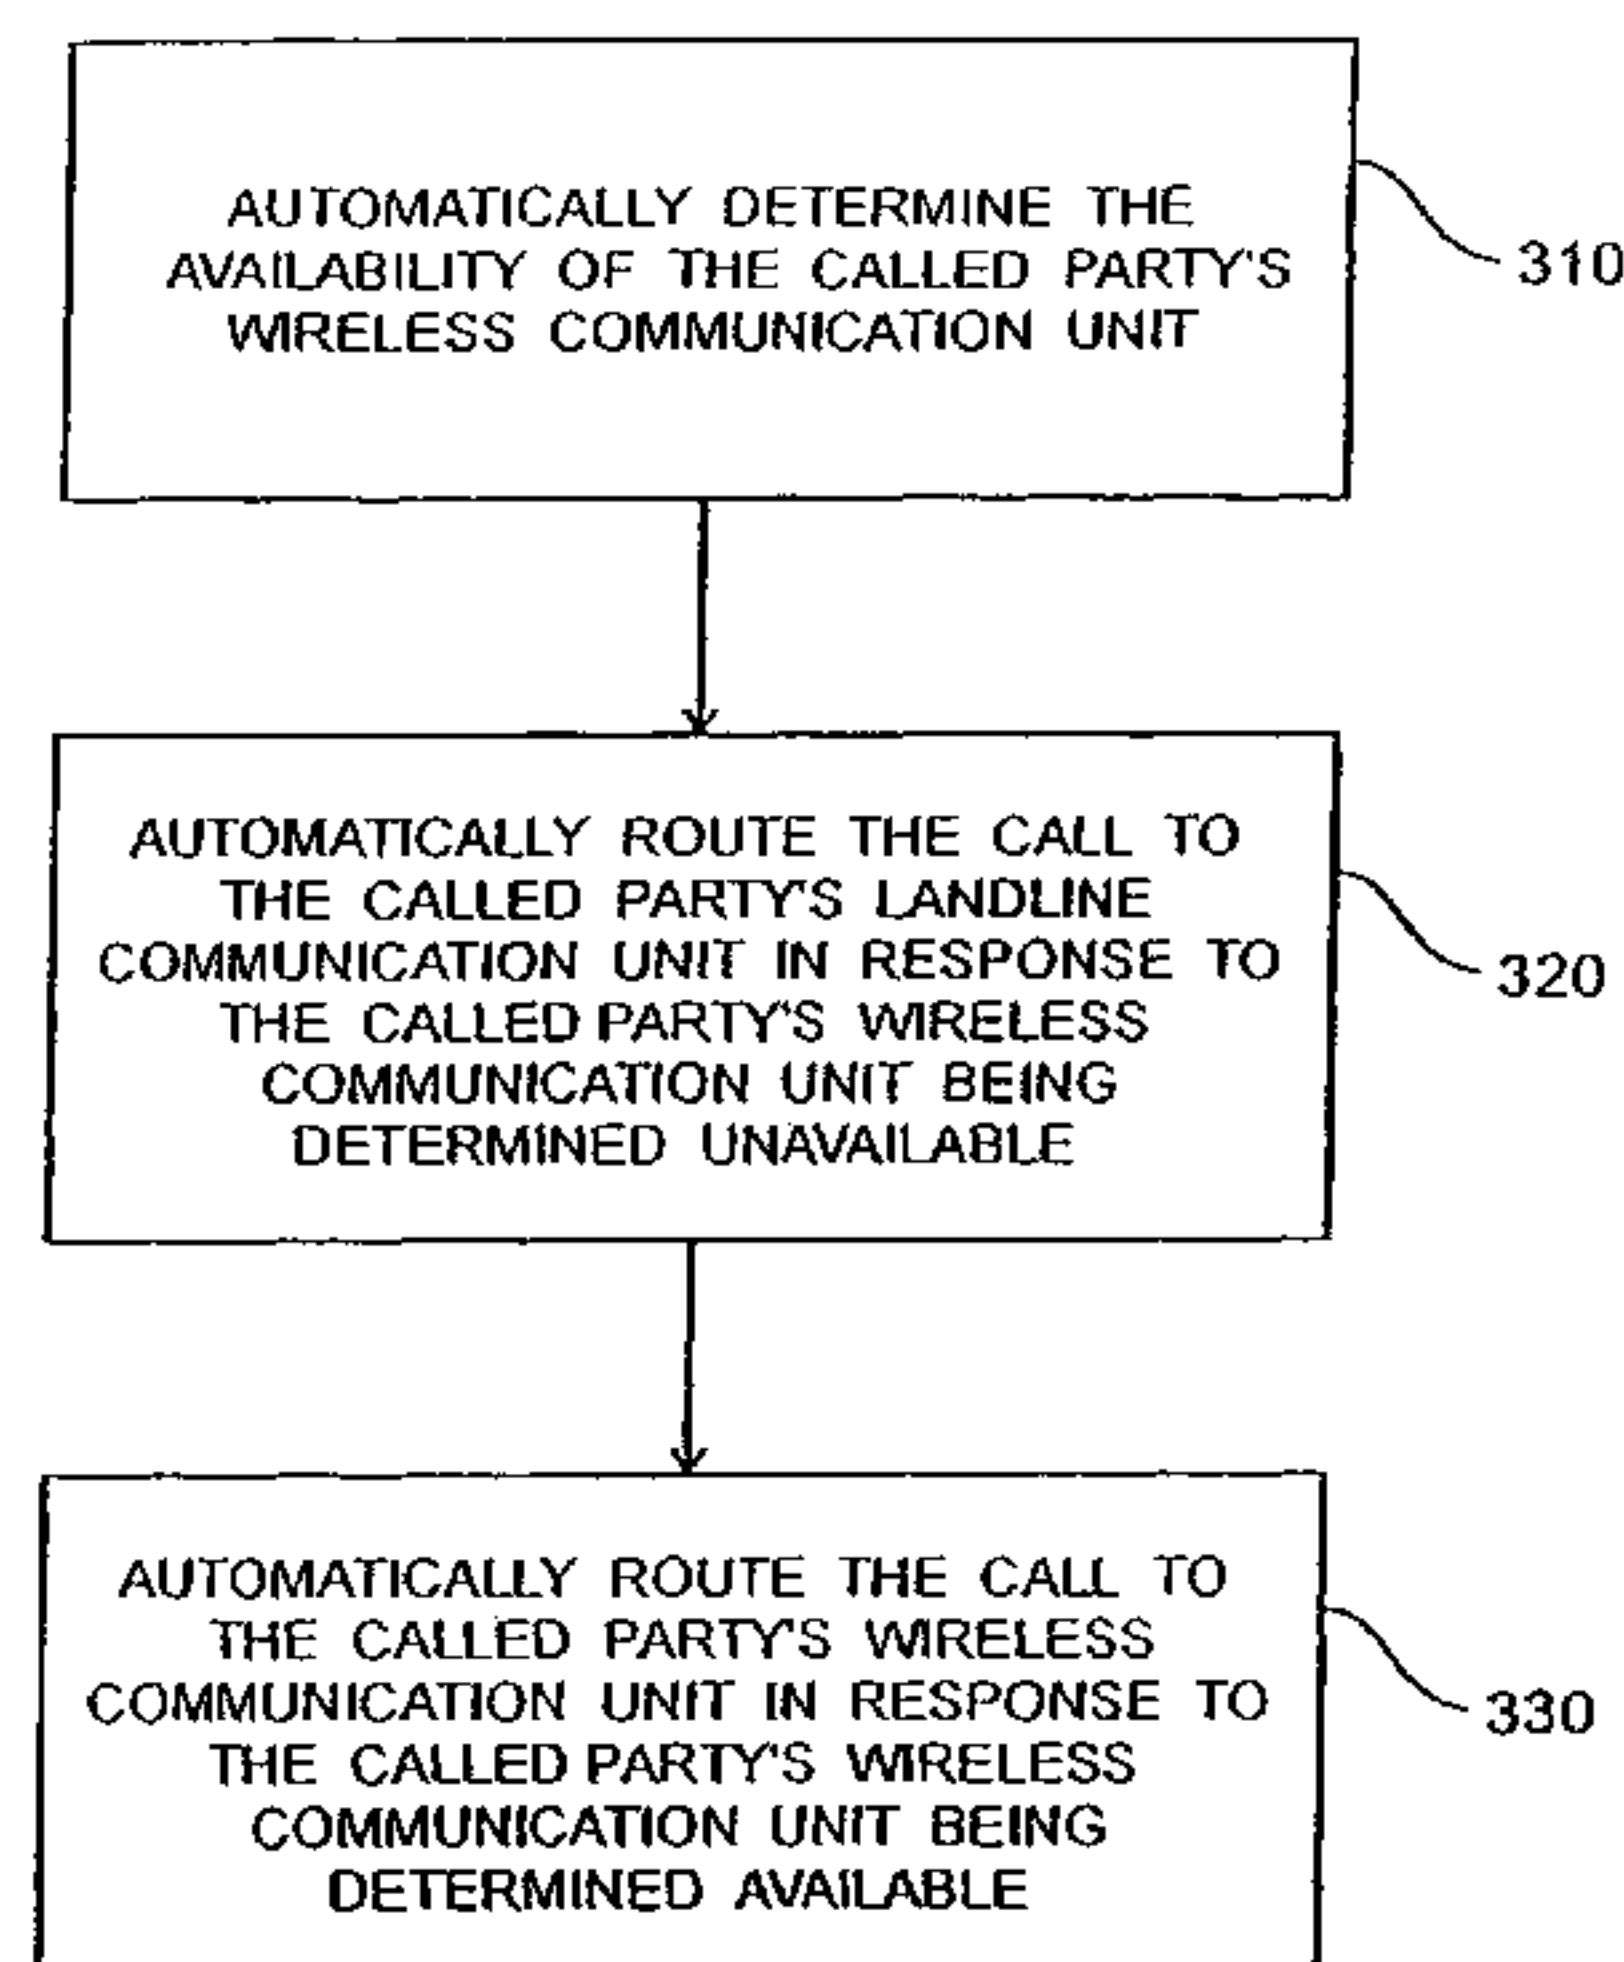 AUTOMATICALLY DETERMINE THE
AVAILABILITY OF THE CALLED PARTY'S
WIRELESS COMMUNICATION UNIT
310
AUTOMATICALLY ROUTE THE CALL TO
THE CALLED PARTY'S LANDLINE
COMMUNICATION UNIT IN RESPONSE TO
THE CALLED PARTY'S WIRELESS
COMMUNICATION UNIT BEING
DETERMINED UNAVAILABLE
320
AUTOMATICALLY ROUTE THE CALL TO
THE CALLED PARTY'S WIRELESS
COMMUNICATION UNIT IN RESPONSE TO
THE CALLED PARTY'S WIRELESS
COMMUNICATION UNIT BEING
DETERMINED AVAILABLE
330